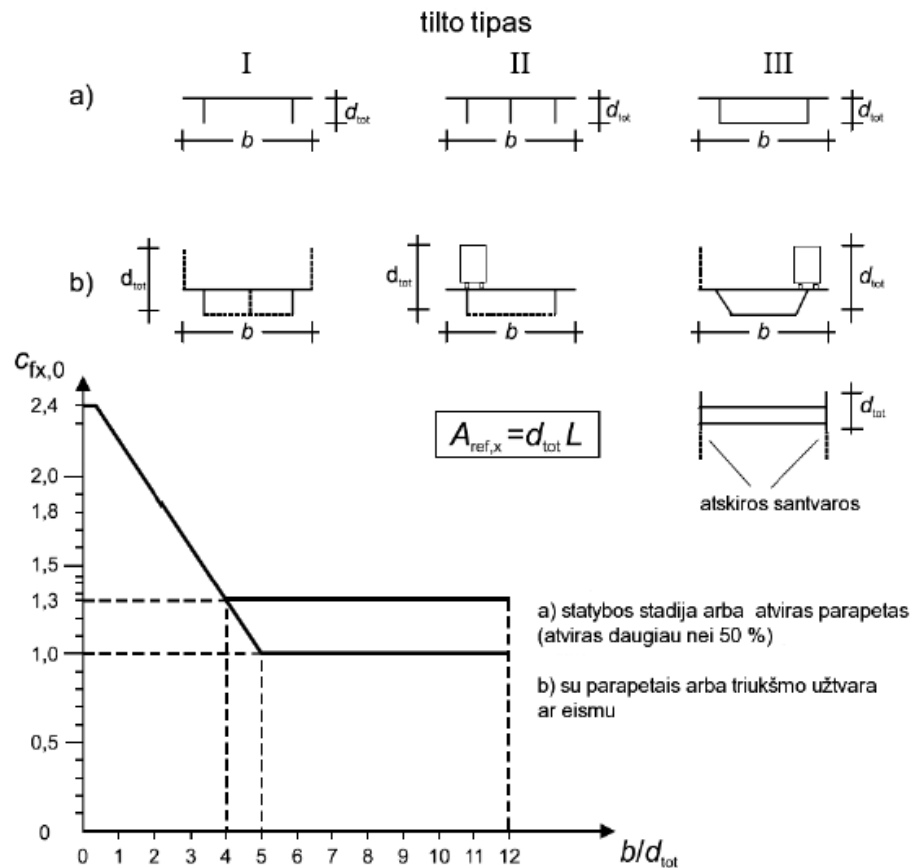 tilto tipas
I II III
a)
d_tot d_tot d_tot
b b b
b)
d_tot d_tot d_tot
b b b
c_fx,0
A_ref,x = d_tot L
d_tot
atskiros santvaros
2,4
2,0
1,8
1,5
1,3
1,0
0,5
0
a) statybos stadija arba atviras parapetas
(atviras daugiau nei 50 %)
b) su parapetais arba triukšmo užtvara
ar eismu
0 1 2 3 4 5 6 7 8 9 10 11 12
b/d_tot